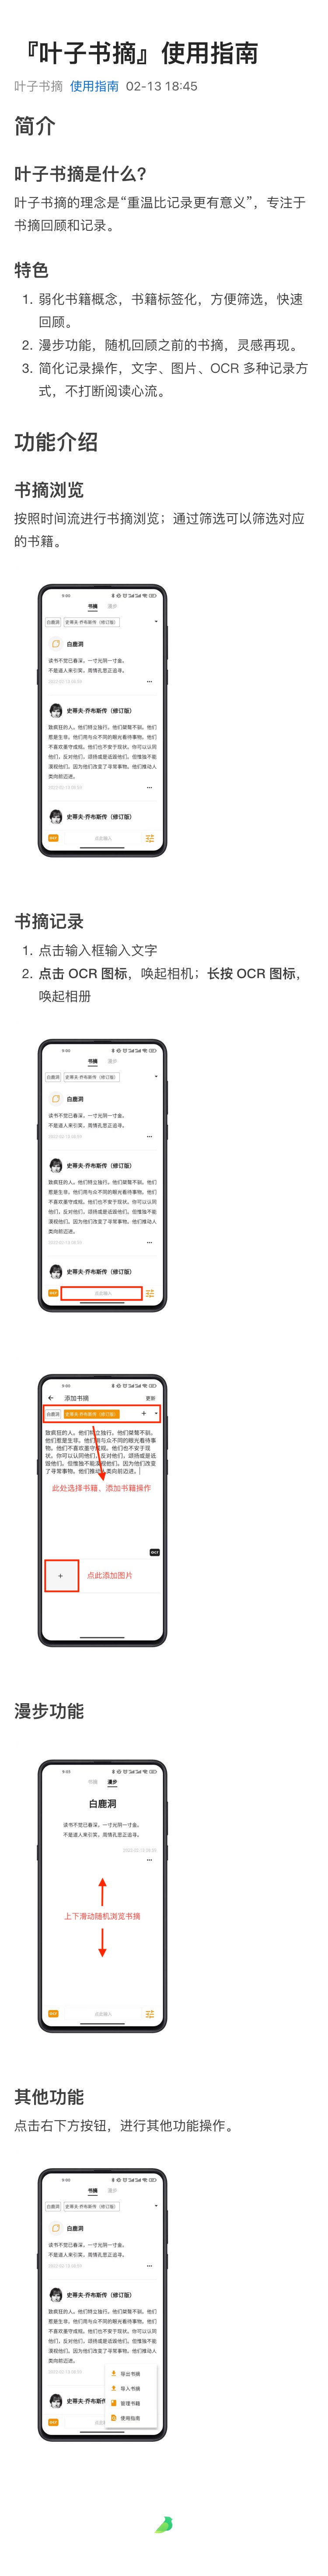 『叶子书摘』使用指南
叶子书摘 使用指南 02-13 18:45
简介
叶子书摘是什么?
叶子书摘的理念是“重温比记录更有意义”，专注于
书摘回顾和记录。
特色
1. 弱化书籍概念，书籍标签化，方便筛选，快速
回顾。
2. 漫步功能，随机回顾之前的书摘，灵感再现。
3. 简化记录操作，文字、图片、OCR 多种记录方
式，不打断阅读心流。
功能介绍
书摘浏览
按照时间流进行书摘浏览；通过筛选可以筛选对应
的书籍。
9:00
书摘 漫步
白鹿洞 史蒂夫·乔布斯传（修订版）
白鹿洞
读书不觉已春深，一寸光阴一寸金。
不是道人来引笑，周情孔思正追寻。
史蒂夫·乔布斯传（修订版）
致疯狂的人。他们特立独行。他们桀骜不驯。他们
惹是生非。他们用与众不同的眼光看待事物。他们
不喜欢墨守成规。他们也不安于现状。你可以认同
他们，反对他们，颂扬或是诋毁他们。但惟独不能
漠视他们。因为他们改变了寻常事物。他们推动人
类向前迈进。
史蒂夫·乔布斯传（修订版）
OCR 点击输入
书摘记录
1. 点击输入框输入文字
2. 点击 OCR 图标，唤起相机；长按 OCR 图标，
唤起相册
9:00
书摘 漫步
白鹿洞 史蒂夫·乔布斯传（修订版）
白鹿洞
读书不觉已春深，一寸光阴一寸金。
不是道人来引笑，周情孔思正追寻。
史蒂夫·乔布斯传（修订版）
致疯狂的人。他们特立独行。他们桀骜不驯。他们
惹是生非。他们用与众不同的眼光看待事物。他们
不喜欢墨守成规。他们也不安于现状。你可以认同
他们，反对他们，颂扬或是诋毁他们。但惟独不能
漠视他们。因为他们改变了寻常事物。他们推动人
类向前迈进。
史蒂夫·乔布斯传（修订版）
OCR 点击输入
9:00
添加书摘 更新
白鹿洞 史蒂夫·乔布斯传（修订版）
致疯狂的人。他们特立独行。他们桀骜不驯。
他们惹是生非。他们用与众不同的眼光看待事
物。他们不喜欢墨守成规。他们也不安于现
状。你可以认同他们，反对他们，颂扬或是诋
毁他们。但惟独不能漠视他们。因为他们改变
了寻常事物。他们推动人类向前迈进。
此处选择书籍、添加书籍操作
OCR
点此添加图片
漫步功能
9:03
书摘 漫步
白鹿洞
读书不觉已春深，一寸光阴一寸金。
不是道人来引笑，周情孔思正追寻。
上下滑动随机浏览书摘
OCR 点击输入
其他功能
点击右下方按钮，进行其他功能操作。
9:00
书摘 漫步
白鹿洞 史蒂夫·乔布斯传（修订版）
白鹿洞
读书不觉已春深，一寸光阴一寸金。
不是道人来引笑，周情孔思正追寻。
史蒂夫·乔布斯传（修订版）
致疯狂的人。他们特立独行。他们桀骜不驯。他们
惹是生非。他们用与众不同的眼光看待事物。他们
不喜欢墨守成规。他们也不安于现状。你可以认同
他们，反对他们，颂扬或是诋毁他们。但惟独不能
漠视他们。因为他们改变了寻常事物。他们推动人
类向前迈进。
导出书摘
导入书摘
史蒂夫·乔布斯传
管理书籍
OCR
使用指南